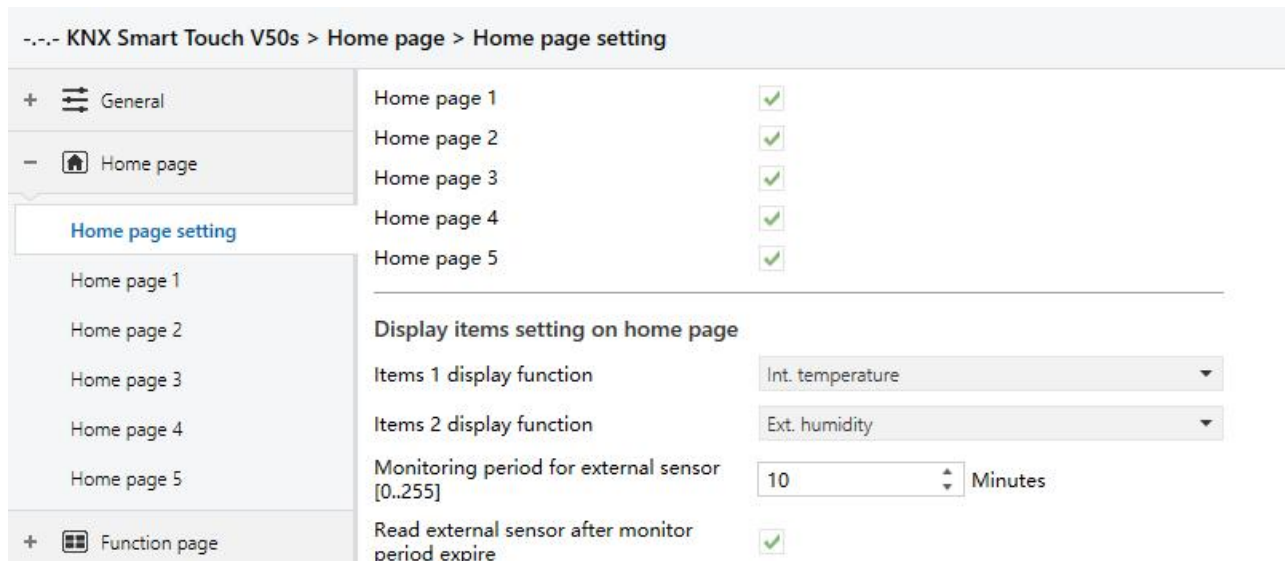 -.-.- KNX Smart Touch V50s > Home page > Home page setting
+ General
– Home page
Home page setting
Home page 1
Home page 2
Home page 3
Home page 4
Home page 5
+ Function page
Home page 1
Home page 2
Home page 3
Home page 4
Home page 5
Display items setting on home page
Items 1 display function Int. temperature
Items 2 display function Ext. humidity
Monitoring period for external sensor
[0..255] 10 Minutes
Read external sensor after monitor
period expire